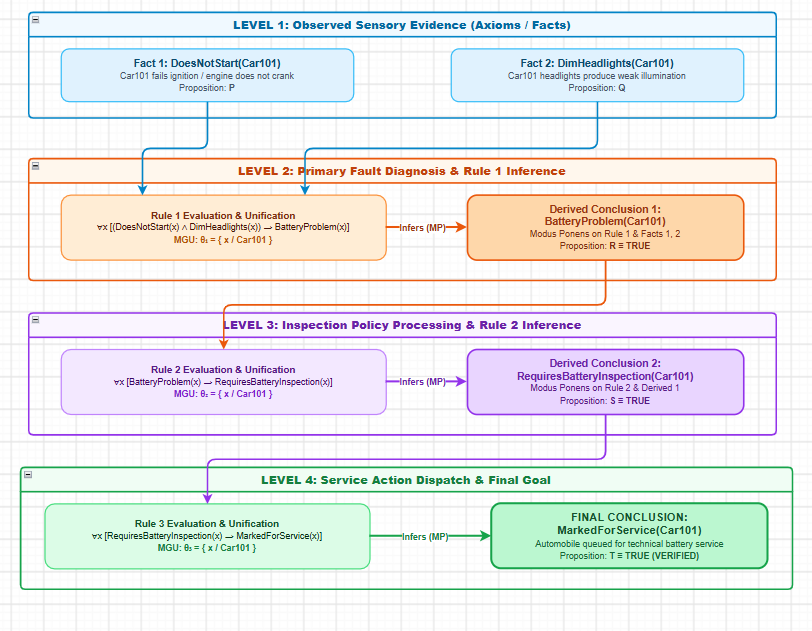 LEVEL 1: Observed Sensory Evidence (Axioms / Facts)
Fact 1: DoesNotStart(Car101)
Car101 fails ignition / engine does not crank
Proposition: P
Fact 2: DimHeadlights(Car101)
Car101 headlights produce weak illumination
Proposition: Q
LEVEL 2: Primary Fault Diagnosis & Rule 1 Inference
Rule 1 Evaluation & Unification
∀x [(DoesNotStart(x) ∧ DimHeadlights(x)) → BatteryProblem(x)]
MGU: θ₁ = { x / Car101 }
Infers (MP)
Derived Conclusion 1:
BatteryProblem(Car101)
Modus Ponens on Rule 1 & Facts 1, 2
Proposition: R ≡ TRUE
LEVEL 3: Inspection Policy Processing & Rule 2 Inference
Rule 2 Evaluation & Unification
∀x [BatteryProblem(x) → RequiresBatteryInspection(x)]
MGU: θ₂ = { x / Car101 }
Infers (MP)
Derived Conclusion 2:
RequiresBatteryInspection(Car101)
Modus Ponens on Rule 2 & Derived 1
Proposition: S ≡ TRUE
LEVEL 4: Service Action Dispatch & Final Goal
Rule 3 Evaluation & Unification
∀x [RequiresBatteryInspection(x) → MarkedForService(x)]
MGU: θ₃ = { x / Car101 }
Infers (MP)
FINAL CONCLUSION:
MarkedForService(Car101)
Automobile queued for technical battery service
Proposition: T ≡ TRUE (VERIFIED)